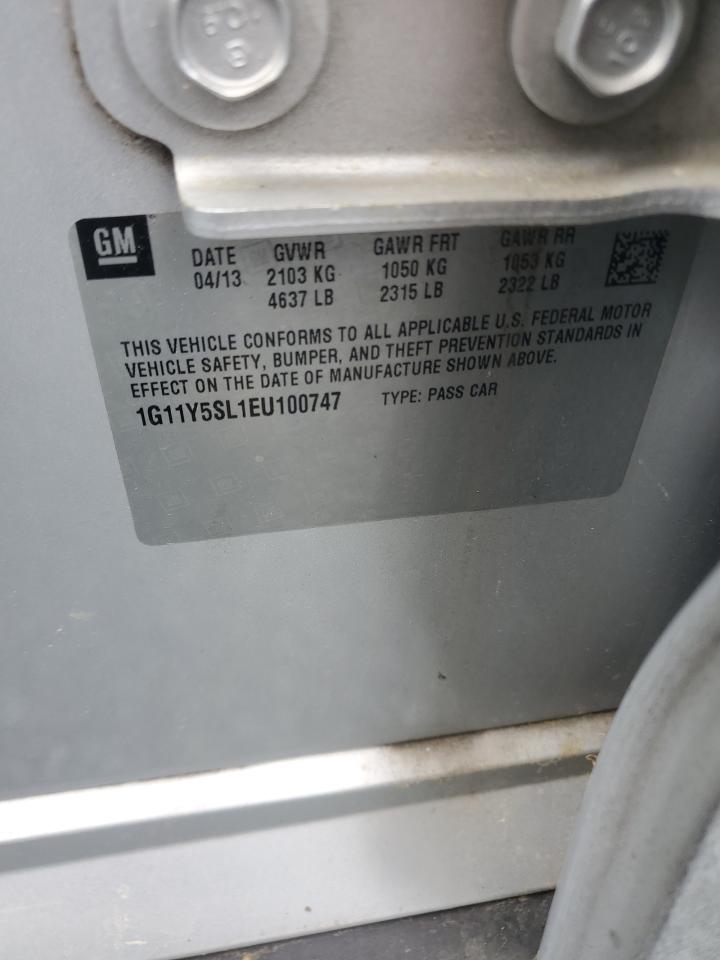 GM
DATE GVWR GAWR FRT GAWR RR
04/13 2103 KG 1050 KG 1053 KG
4637 LB 2315 LB 2322 LB
THIS VEHICLE CONFORMS TO ALL APPLICABLE U.S. FEDERAL MOTOR
VEHICLE SAFETY, BUMPER, AND THEFT PREVENTION STANDARDS IN
EFFECT ON THE DATE OF MANUFACTURE SHOWN ABOVE.
1G11Y5SL1EU100747 TYPE: PASS CAR